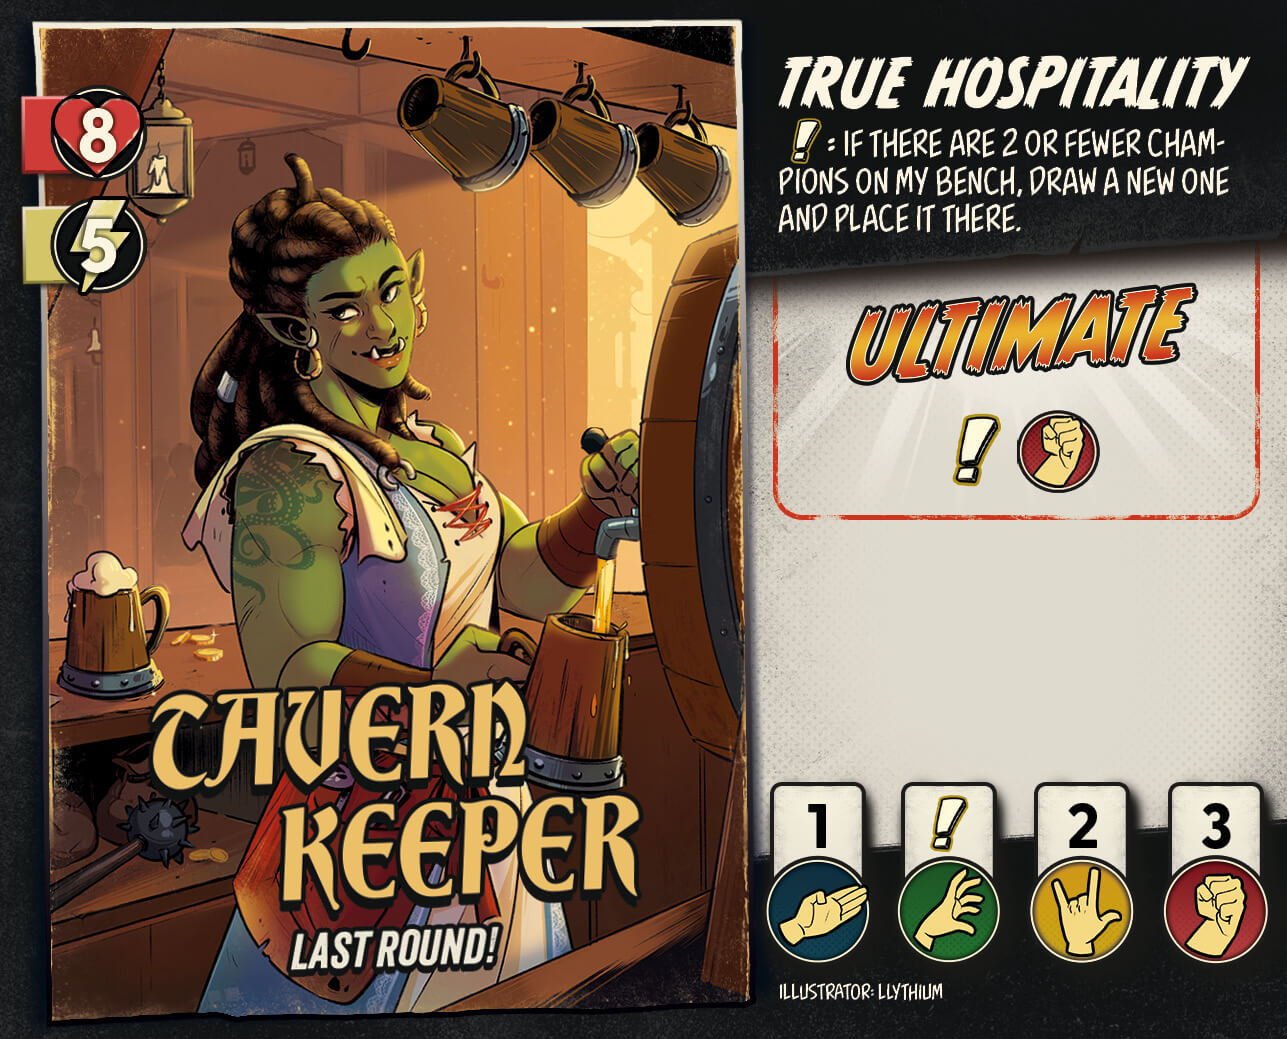 8
5
TAVERN
KEEPER
LAST ROUND!
TRUE HOSPITALITY
! : IF THERE ARE 2 OR FEWER CHAM-
PIONS ON MY BENCH, DRAW A NEW ONE
AND PLACE IT THERE.
ULTIMATE
!
1 ! 2 3
ILLUSTRATOR: LLYTHIUM